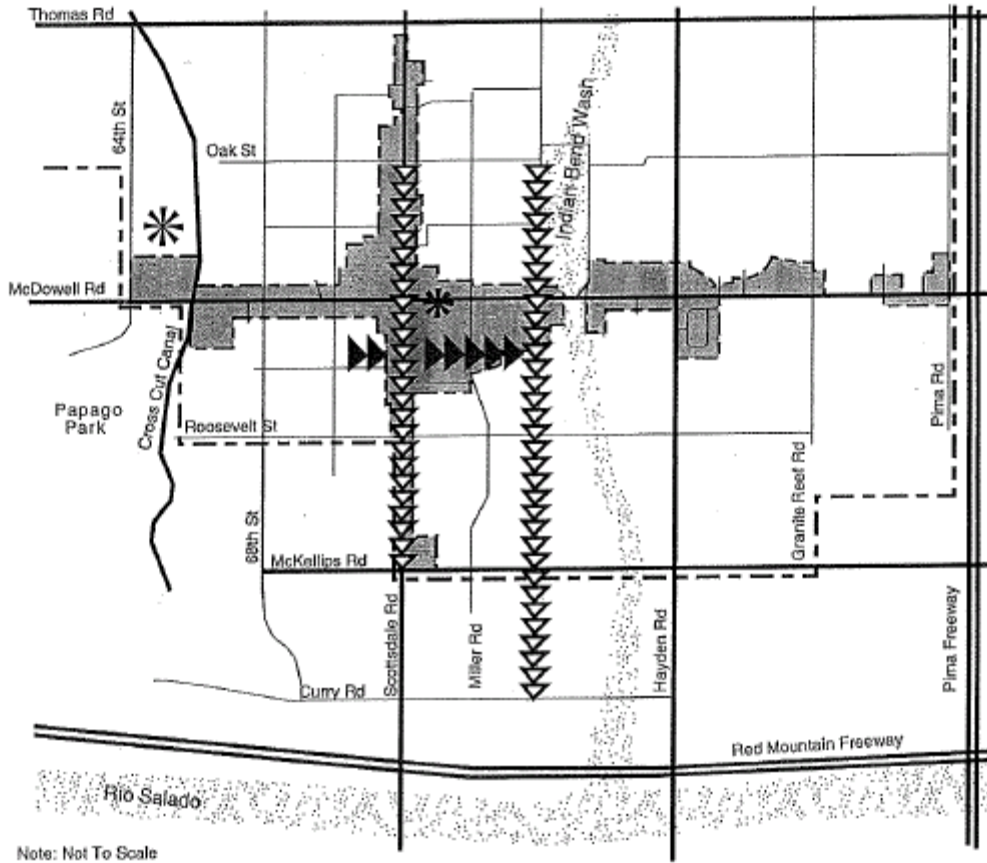 Thomas Rd
64th St
Oak St
Indian Bend Wash
McDowell Rd
Cross Cut Canal
Papago
Park
Roosevelt St
68th St
McKellips Rd
Scottsdale Rd
Miller Rd
Hayden Rd
Granite Reef Rd
Pima Rd
Pima Freeway
Curry Rd
Red Mountain Freeway
Rio Salado
Note: Not To Scale